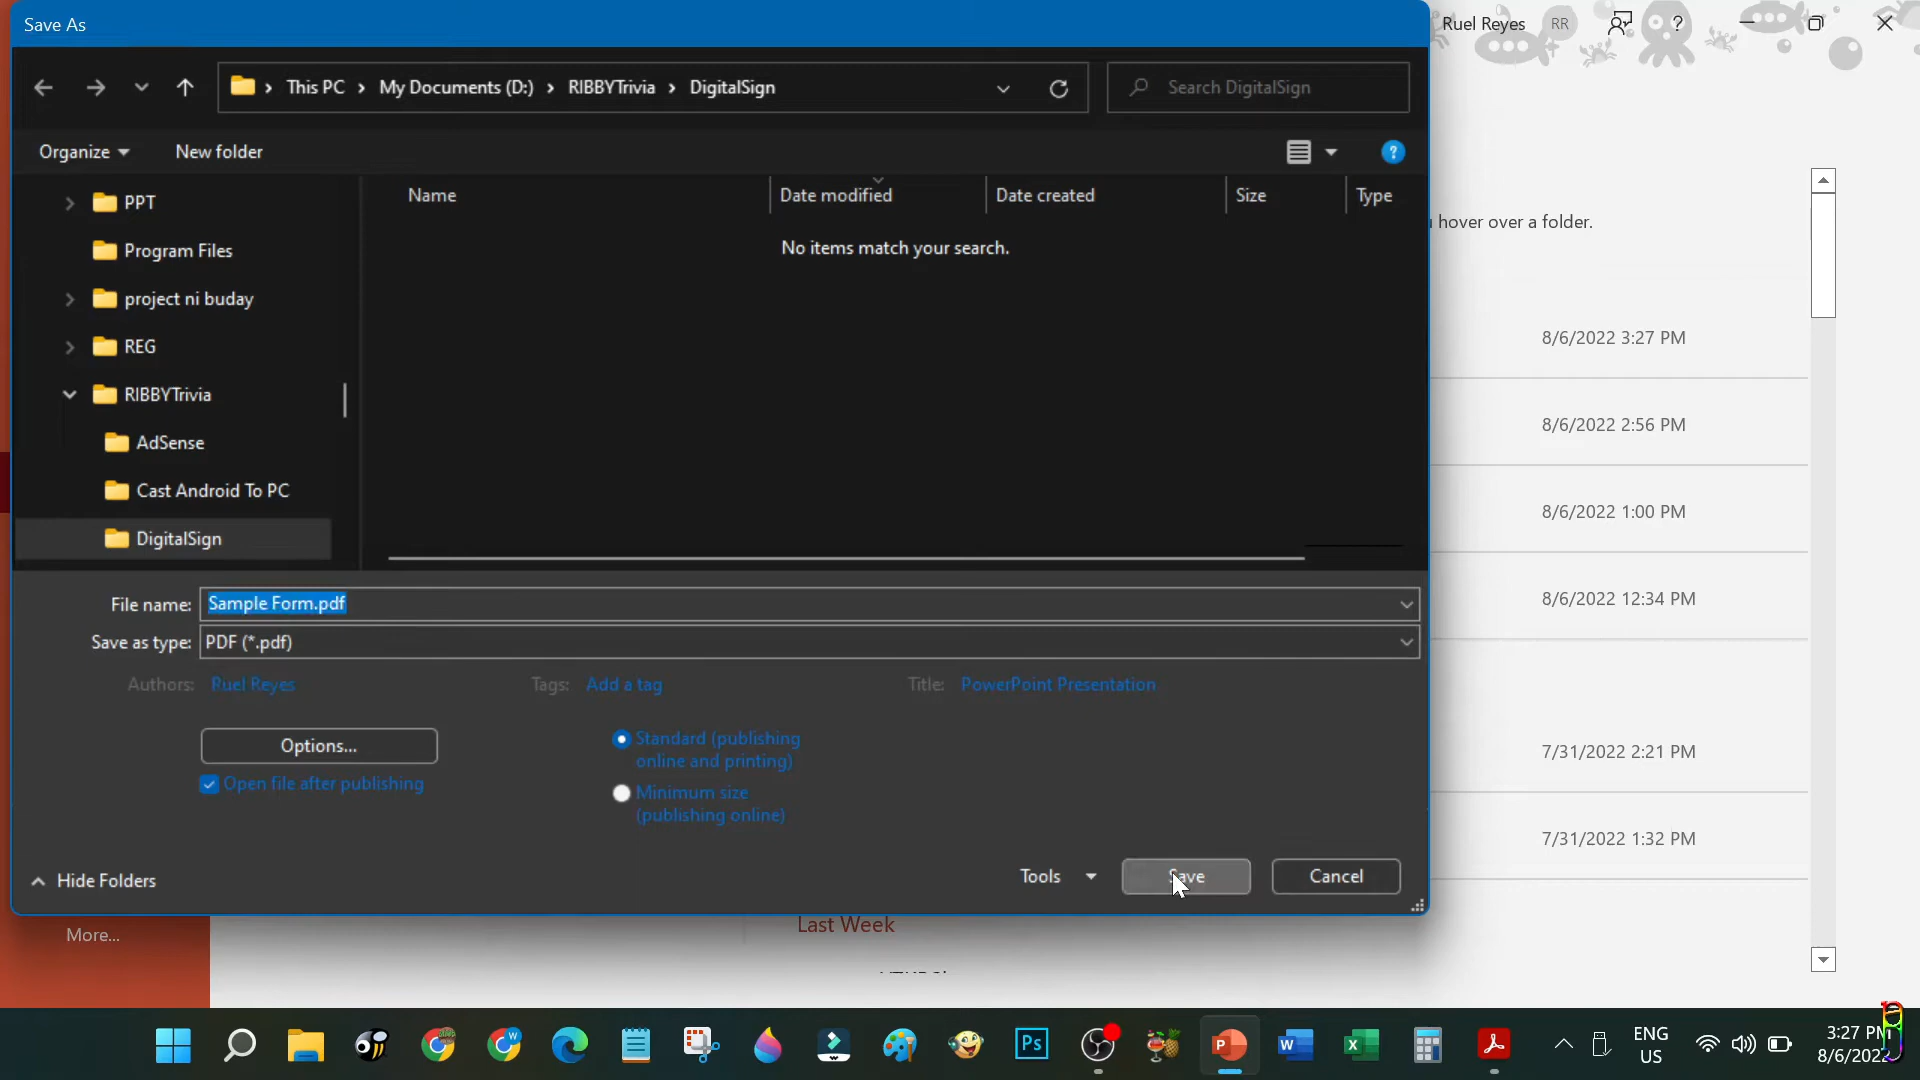 Save As
Ruel Reyes RR ?
This PC > My Documents (D:) > RIBBYTrivia > DigitalSign
Search DigitalSign
Organize
New folder
?
Name
Date modified
Date created
Size
Type
No items match your search.
PPT
Program Files
project ni buday
REG
RIBBYTrivia
AdSense
Cast Android To PC
DigitalSign
hover over a folder.
8/6/2022 3:27 PM
8/6/2022 2:56 PM
8/6/2022 1:00 PM
8/6/2022 12:34 PM
7/31/2022 2:21 PM
7/31/2022 1:32 PM
File name: Sample Form.pdf
Save as type: PDF (*.pdf)
Authors: Ruel Reyes
Tags: Add a tag
Title: PowerPoint Presentation
Options...
Open file after publishing
Standard (publishing
online and printing)
Minimum size
(publishing online)
Hide Folders
Tools
Save
Cancel
More...
Last Week
Ps
P
W
X
ENG
US
3:27 PM
8/6/2022